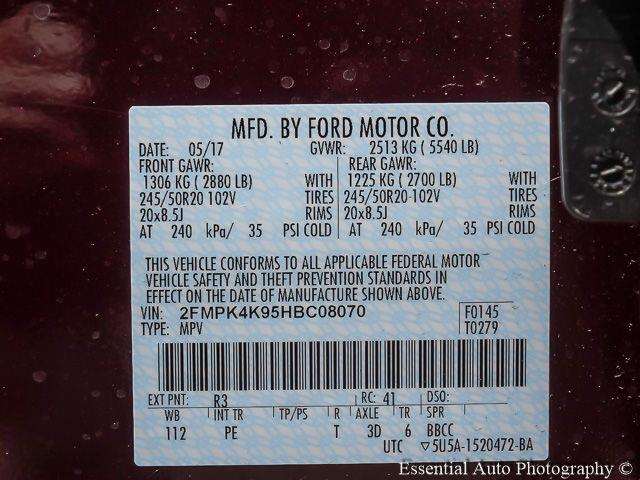 MFD. BY FORD MOTOR CO.
DATE: 05/17 GVWR: 2513 KG ( 5540 LB)
FRONT GAWR: REAR GAWR:
1306 KG ( 2880 LB) WITH 1225 KG ( 2700 LB) WITH
245/50R20 102V TIRES 245/50R20 102V TIRES
20x8.5J RIMS 20x8.5J RIMS
AT 240 kPa/ 35 PSI COLD AT 240 kPa/ 35 PSI COLD
THIS VEHICLE CONFORMS TO ALL APPLICABLE FEDERAL MOTOR
VEHICLE SAFETY AND THEFT PREVENTION STANDARDS IN
EFFECT ON THE DATE OF MANUFACTURE SHOWN ABOVE.
VIN: 2FMPK4K95HBC08070 F0145
TYPE: MPV T0279
EXT PNT: R3 RC: 41 DSO:
WB INT TR TP/PS R AXLE TR SPR
112 PE T 3D 6 BBCC
UTC ▽5U5A-1520472-BA
Essential Auto Photography ©